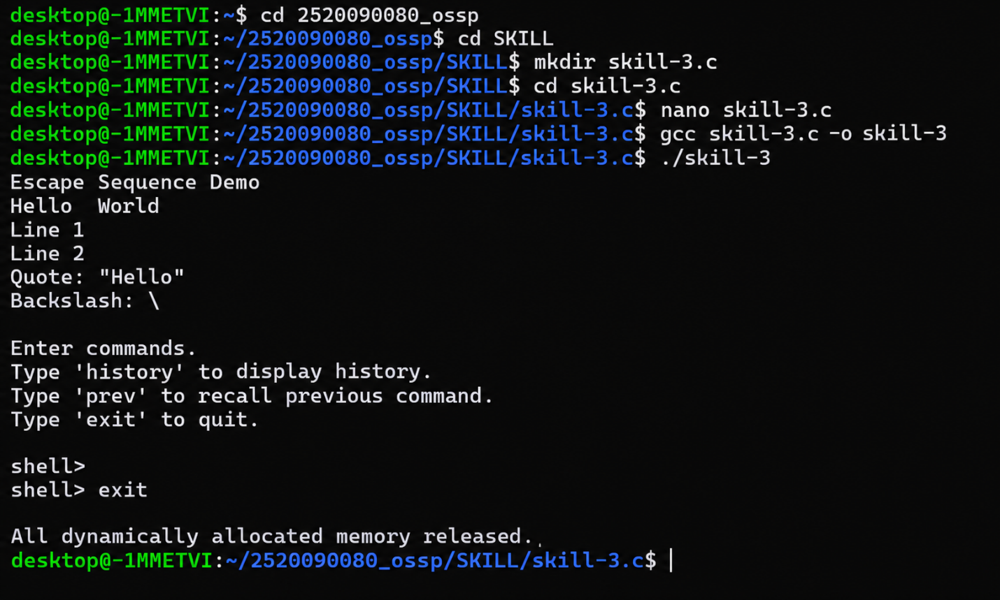 desktop@-1MMETVI:~$ cd 2520090080_ossp
desktop@-1MMETVI:~/2520090080_ossp$ cd SKILL
desktop@-1MMETVI:~/2520090080_ossp/SKILL$ mkdir skill-3.c
desktop@-1MMETVI:~/2520090080_ossp/SKILL$ cd skill-3.c
desktop@-1MMETVI:~/2520090080_ossp/SKILL/skill-3.c$ nano skill-3.c
desktop@-1MMETVI:~/2520090080_ossp/SKILL/skill-3.c$ gcc skill-3.c -o skill-3
desktop@-1MMETVI:~/2520090080_ossp/SKILL/skill-3.c$ ./skill-3
Escape Sequence Demo
Hello  World
Line 1
Line 2
Quote: "Hello"
Backslash: \
Enter commands.
Type 'history' to display history.
Type 'prev' to recall previous command.
Type 'exit' to quit.
shell>
shell> exit
All dynamically allocated memory released.
desktop@-1MMETVI:~/2520090080_ossp/SKILL/skill-3.c$